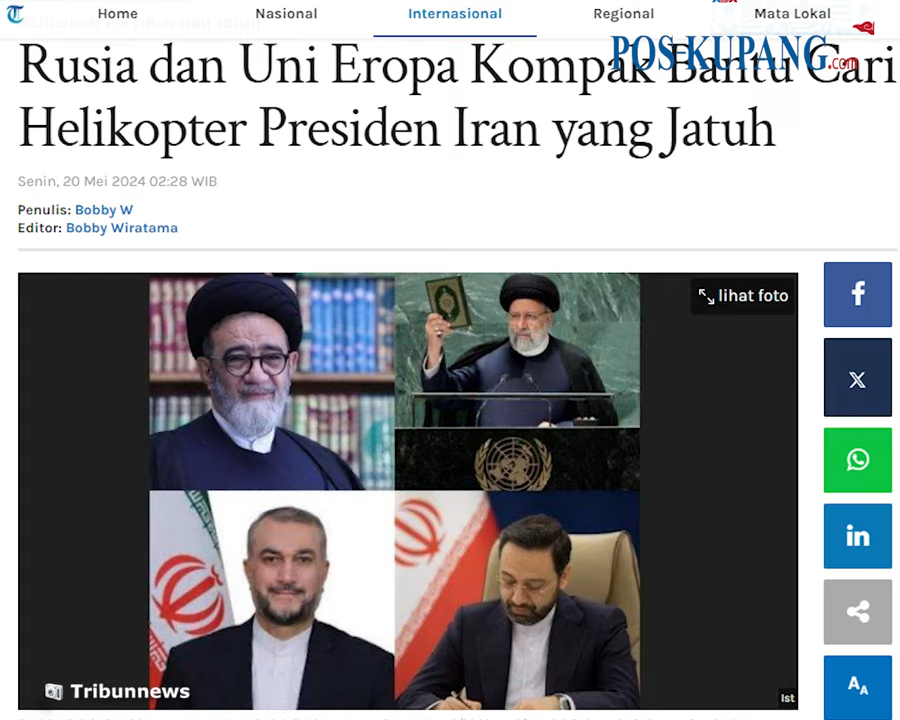 Home Nasional Internasional Regional Mata Lokal
POS-KUPANG.com
Rusia dan Uni Eropa Kompak Bantu Cari
Helikopter Presiden Iran yang Jatuh
Senin, 20 Mei 2024 02:28 WIB
Penulis: Bobby W
Editor: Bobby Wiratama
lihat foto
Tribunnews
Ist